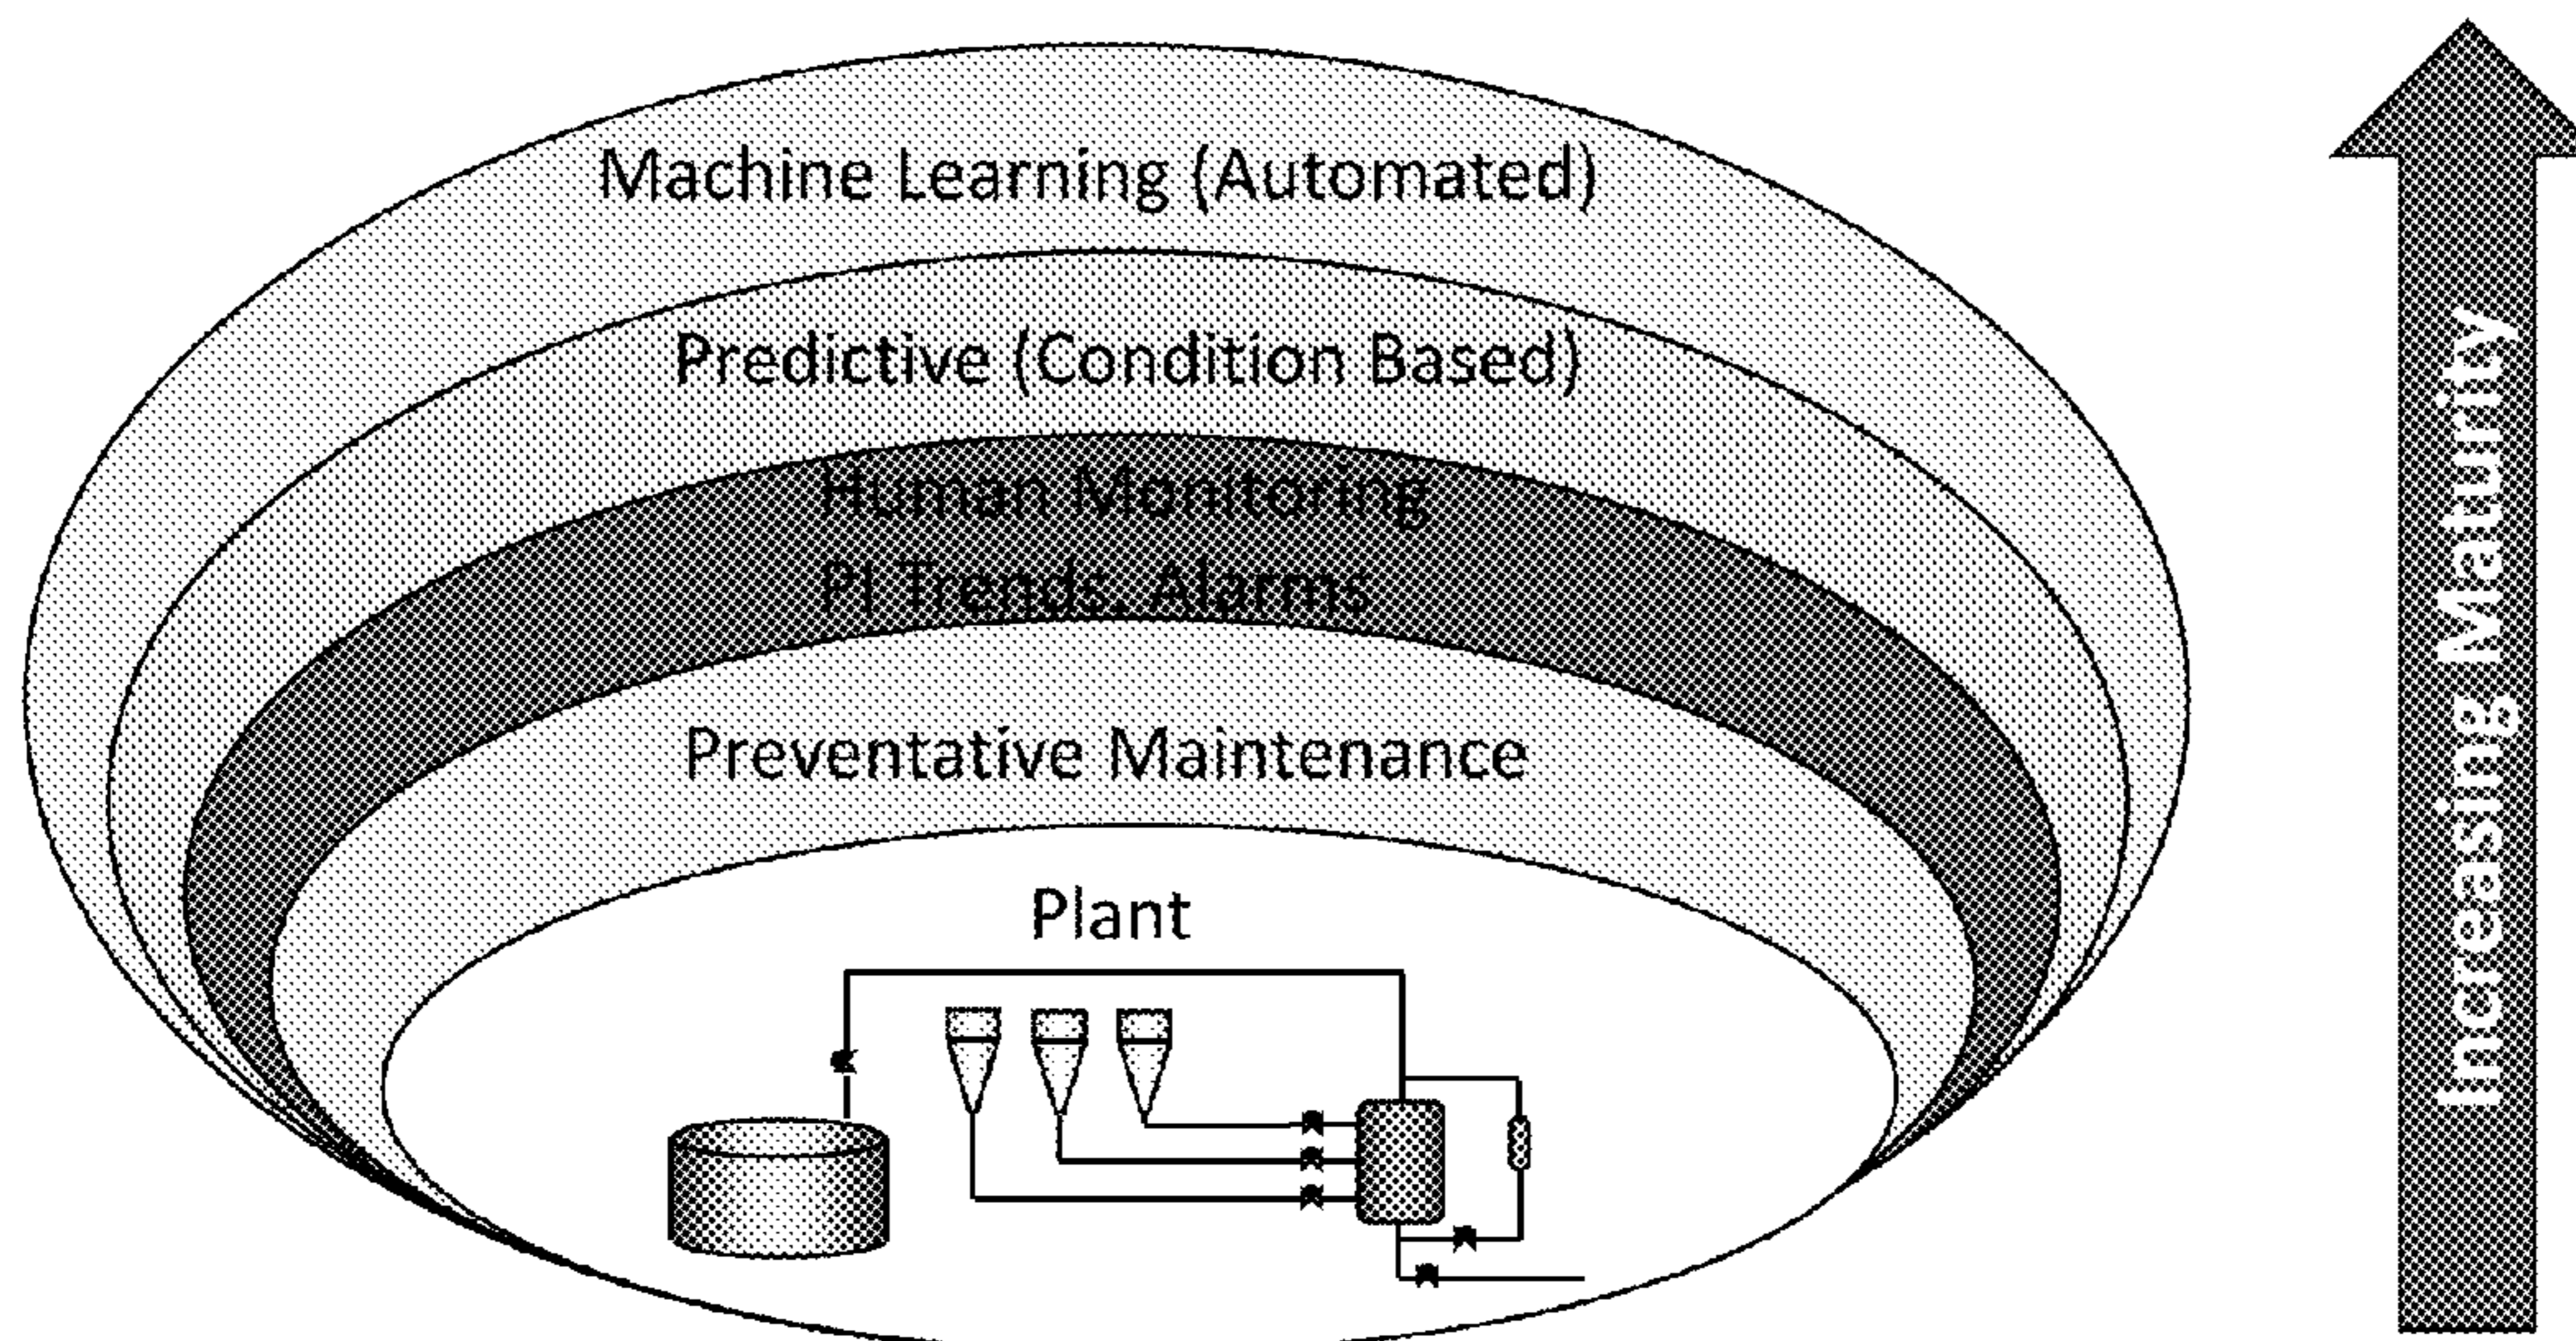 Machine Learning (Automated)
Predictive (Condition Based)
Human Monitoring
PI Trends, Alarms
Preventative Maintenance
Plant
Increasing Maturity